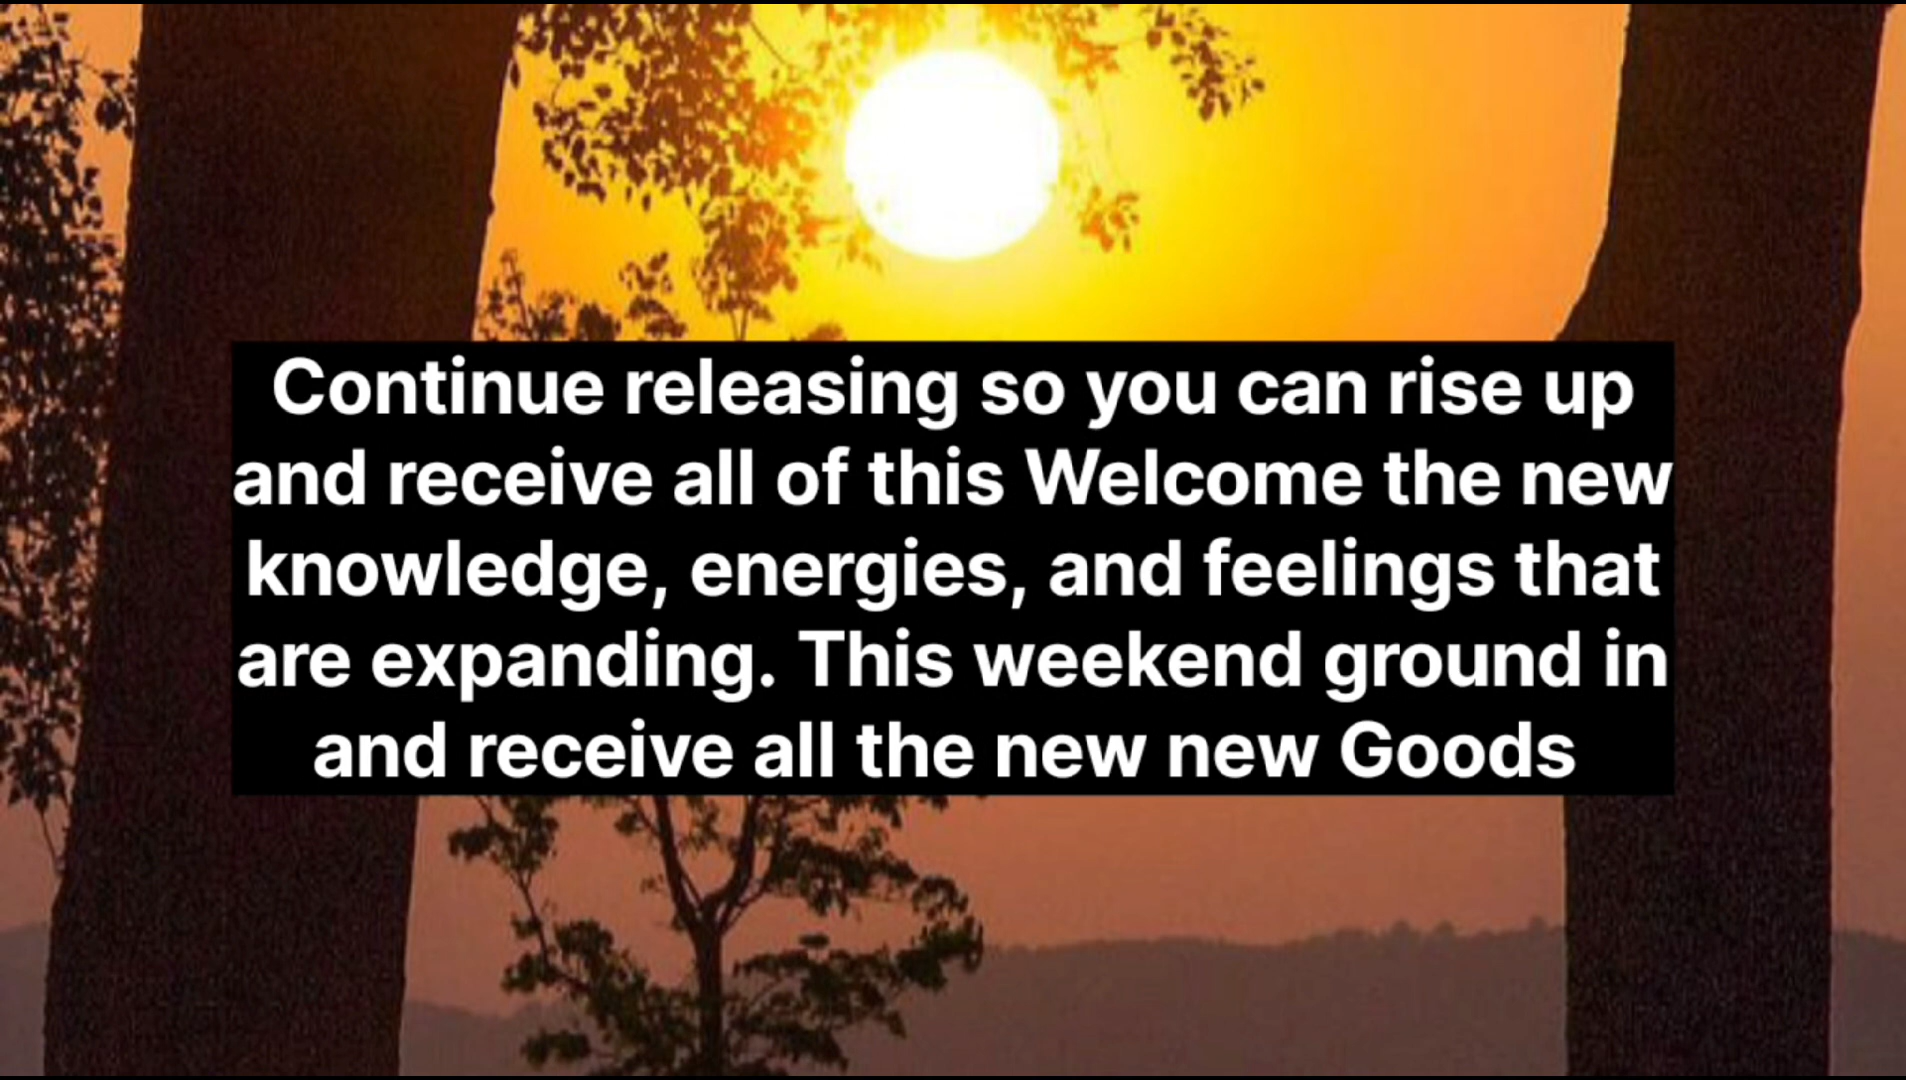 Continue releasing so you can rise up
and receive all of this Welcome the new
knowledge, energies, and feelings that
are expanding. This weekend ground in
and receive all the new new Goods